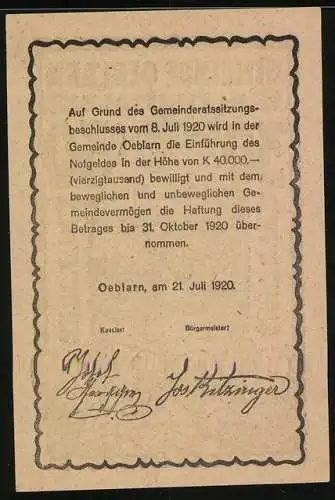 Auf Grund des Gemeinderatssitzungs-
beschlusses vom 8. Juli 1920 wird in der
Gemeinde Oeblarn die Einführung des
Notgeldes in der Höhe von K 40.000.—
(vierzigtausend) bewilligt und mit dem
beweglichen und unbeweglichen Ge-
meindevermögen die Haftung dieses
Betrages bis 31. Oktober 1920 über-
nommen.
Oeblarn, am 21. Juli 1920.
Kassier: Bürgermeister:
Josef Jos Kitzinger